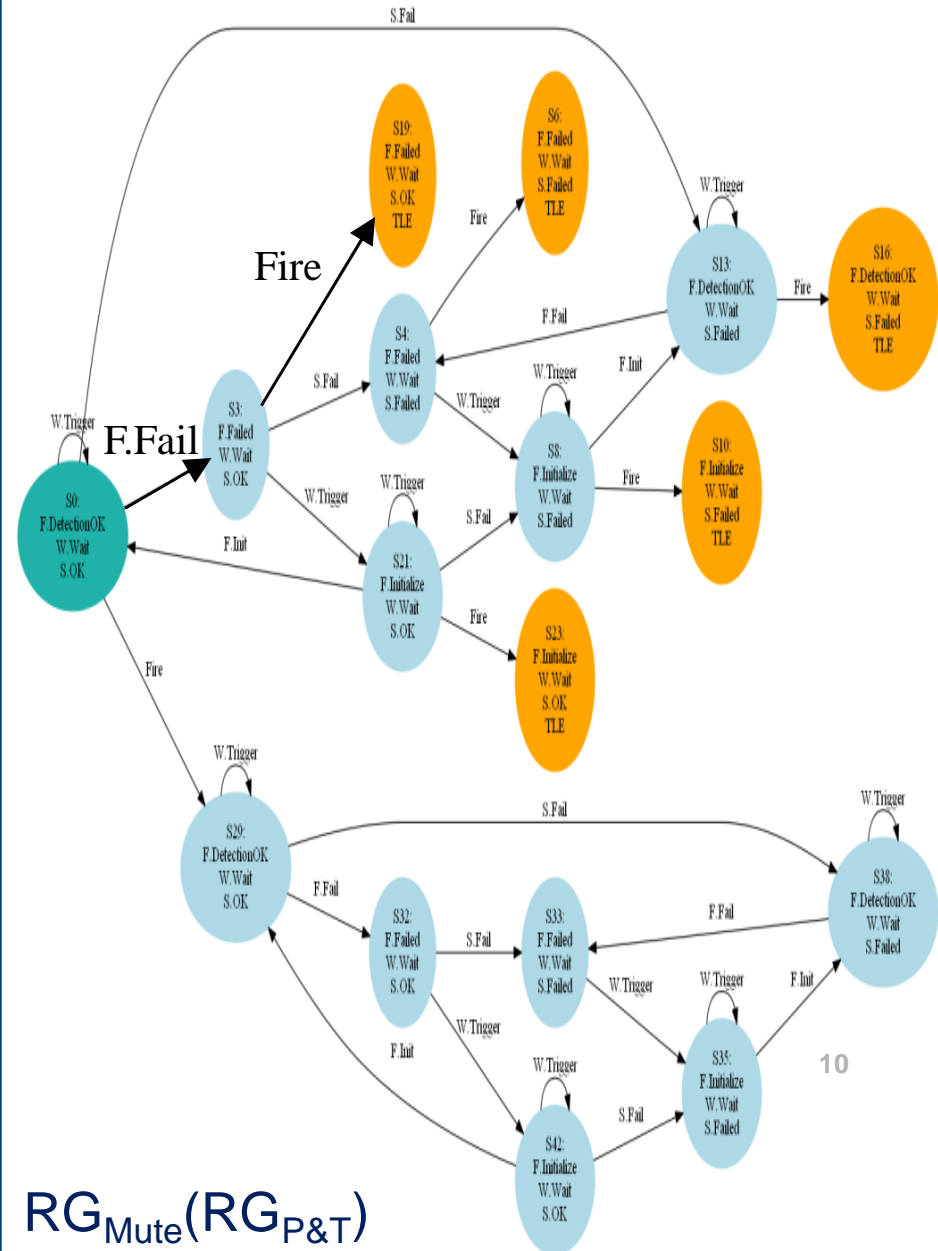 S.Fail
S19:
F.Failed
W.Wait
S.OK
TLE
S6:
F.Failed
W.Wait
S.Failed
TLE
Fire
Fire
W.Trigger
S13:
F.DetectionOK
W.Wait
S.Failed
Fire
S16:
F.DetectionOK
W.Wait
S.Failed
TLE
F.Fail
S4:
F.Failed
W.Wait
S.Failed
S.Fail
W.Trigger
W.Trigger
F.Init
S3:
F.Failed
W.Wait
S.OK
W.Trigger
F.Fail
S8:
F.Initialize
W.Wait
S.Failed
Fire
S10:
F.Initialize
W.Wait
S.Failed
TLE
S0:
F.DetectionOK
W.Wait
S.OK
W.Trigger
W.Trigger
S.Fail
F.Init
S21:
F.Initialize
W.Wait
S.OK
Fire
S23:
F.Initialize
W.Wait
S.OK
TLE
Fire
W.Trigger
S29:
F.DetectionOK
W.Wait
S.OK
S.Fail
W.Trigger
S38:
F.DetectionOK
W.Wait
S.Failed
F.Fail
S32:
F.Failed
W.Wait
S.OK
S.Fail
S33:
F.Failed
W.Wait
S.Failed
F.Fail
W.Trigger
W.Trigger
F.Init
W.Trigger
F.Init
S35:
F.Initialize
W.Wait
S.Failed
10
W.Trigger
S.Fail
S42:
F.Initialize
W.Wait
S.OK
RGMute(RGP&T)